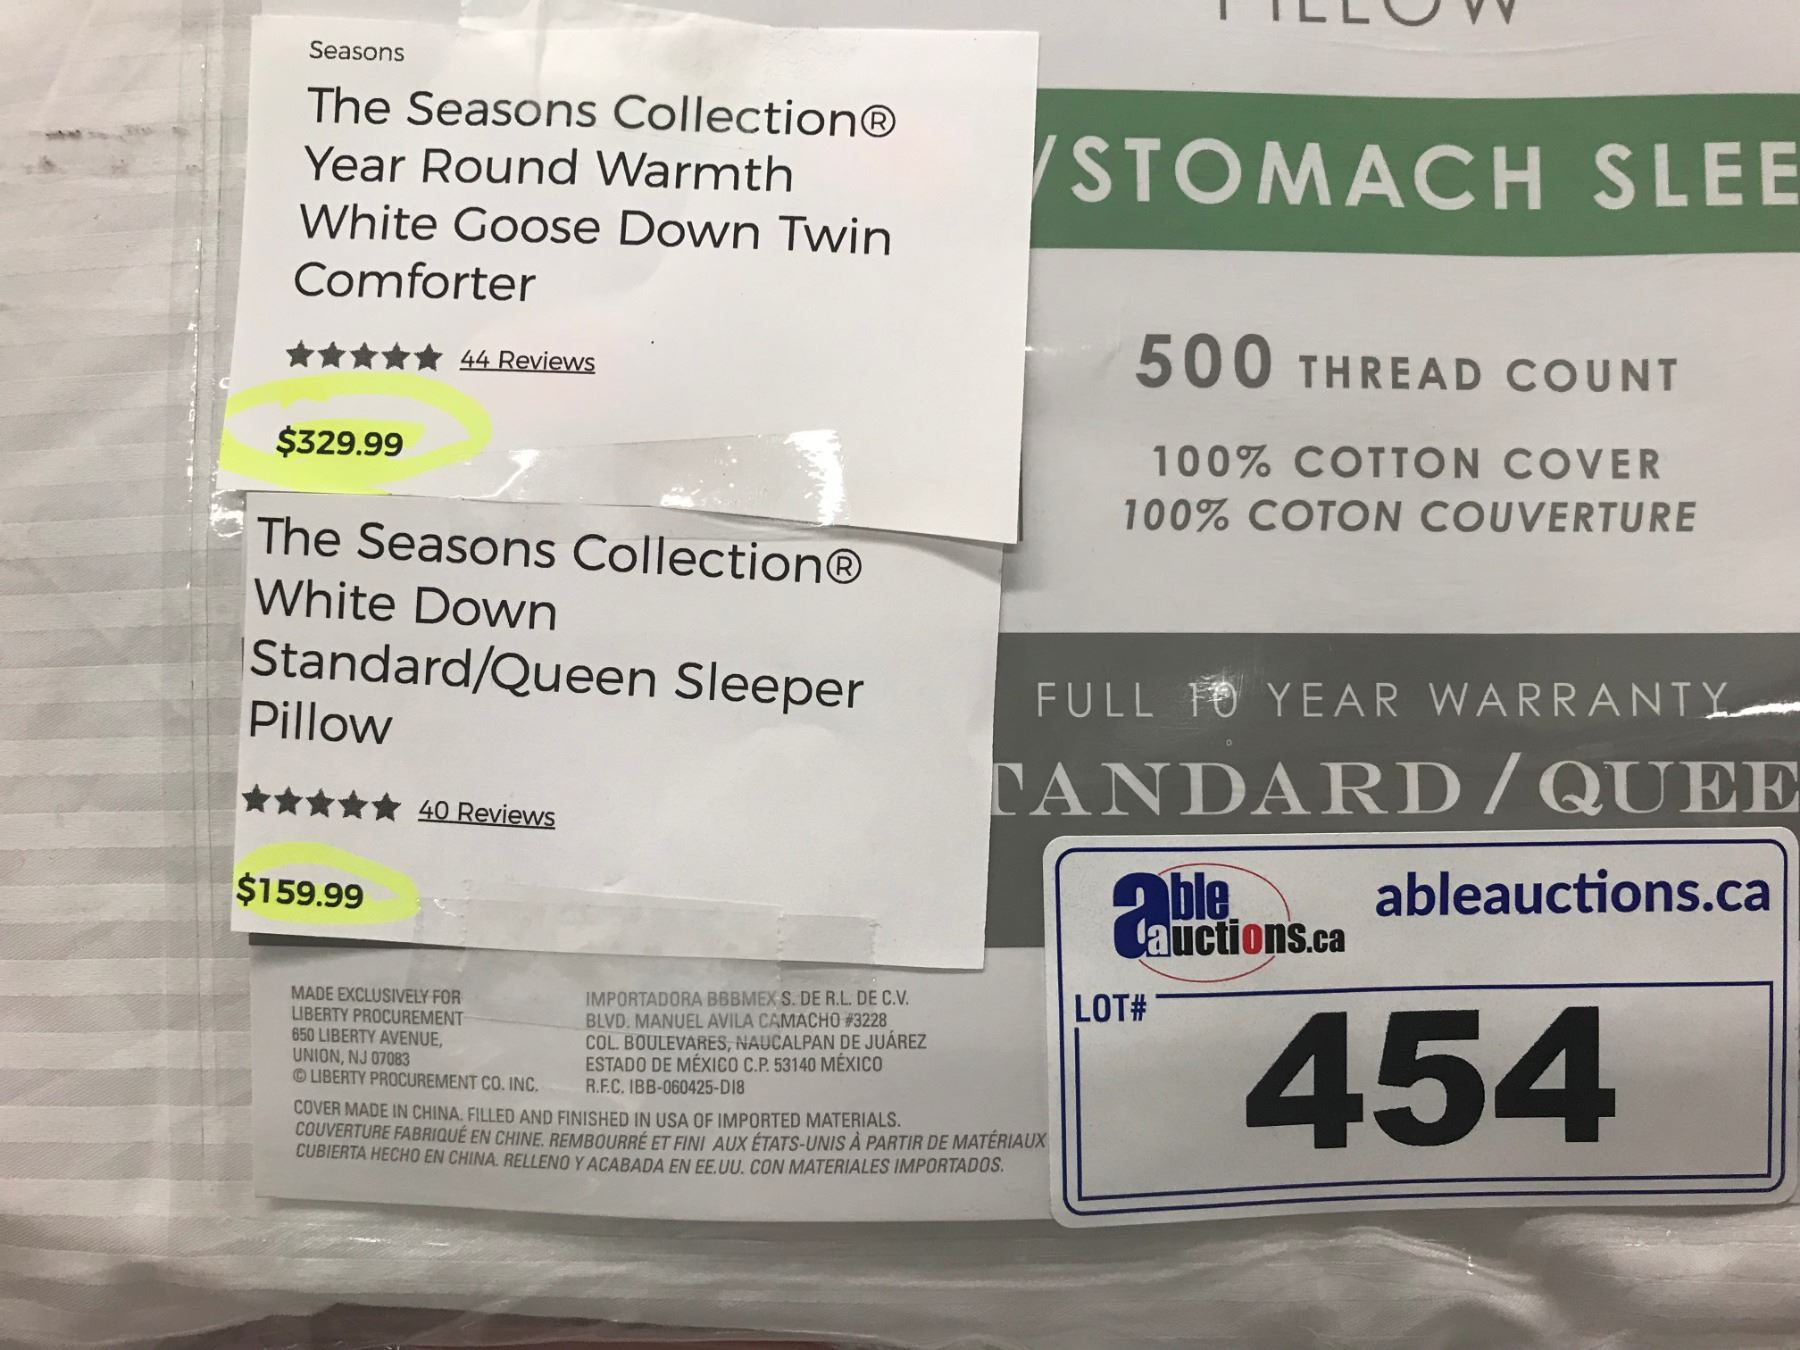 Seasons
The Seasons Collection®
Year Round Warmth
White Goose Down Twin
Comforter
44 Reviews
$329.99
The Seasons Collection®
White Down
Standard/Queen Sleeper
Pillow
40 Reviews
$159.99
PILLOW
/STOMACH SLEE
500 THREAD COUNT
100% COTTON COVER
100% COTON COUVERTURE
FULL 10 YEAR WARRANTY
TANDARD/QUEE
MADE EXCLUSIVELY FOR
LIBERTY PROCUREMENT
650 LIBERTY AVENUE,
UNION, NJ 07083
© LIBERTY PROCUREMENT CO. INC.
IMPORTADORA BBBMEX S. DE R.L. DE C.V.
BLVD. MANUEL AVILA CAMACHO #3228
COL. BOULEVARES, NAUCALPAN DE JUÁREZ
ESTADO DE MÉXICO C.P. 53140 MÉXICO
R.F.C. IBB-060425-DI8
COVER MADE IN CHINA. FILLED AND FINISHED IN USA OF IMPORTED MATERIALS.
COUVERTURE FABRIQUÉ EN CHINE. REMBOURRÉ ET FINI AUX ÉTATS-UNIS À PARTIR DE MATÉRIAUX
CUBIERTA HECHO EN CHINA. RELLENO Y ACABADA EN EE.UU. CON MATERIALES IMPORTADOS.
able auctions.ca
ableauctions.ca
LOT#
454